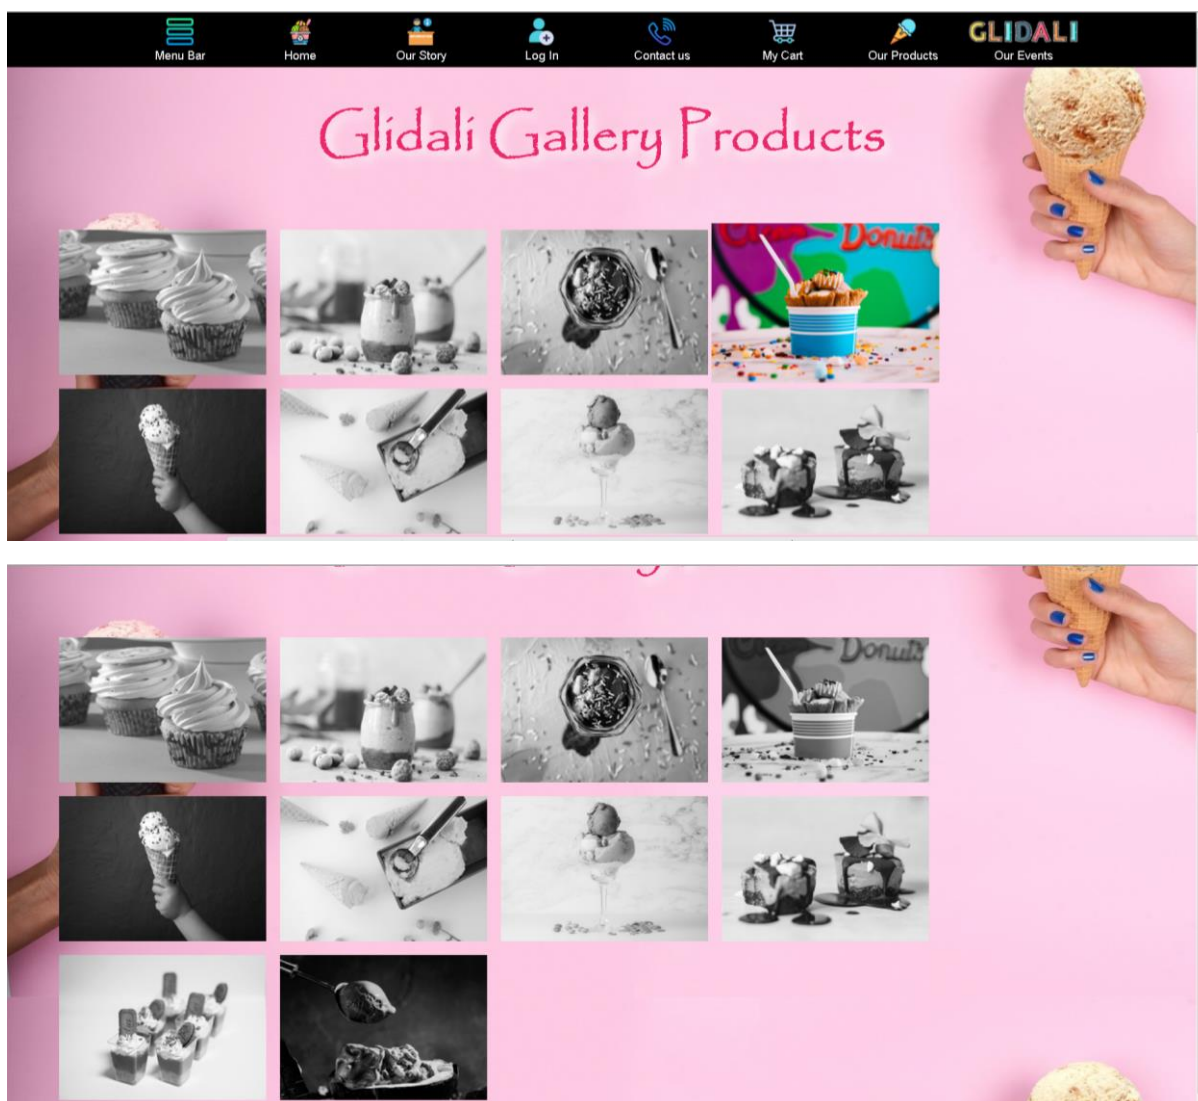 GLIDALI
Menu Bar Home Our Story Log In Contact us My Cart Our Products Our Events
Glidali Gallery Products
Donuts
Donuts